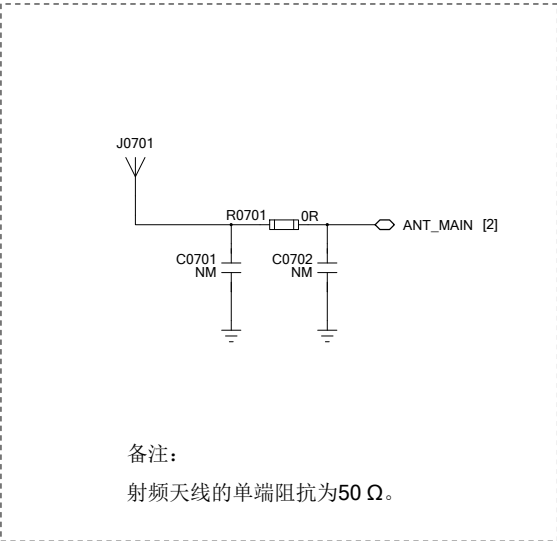 J0701
R0701 0R
ANT_MAIN [2]
C0701
NM
C0702
NM
备注：
射频天线的单端阻抗为50 Ω。